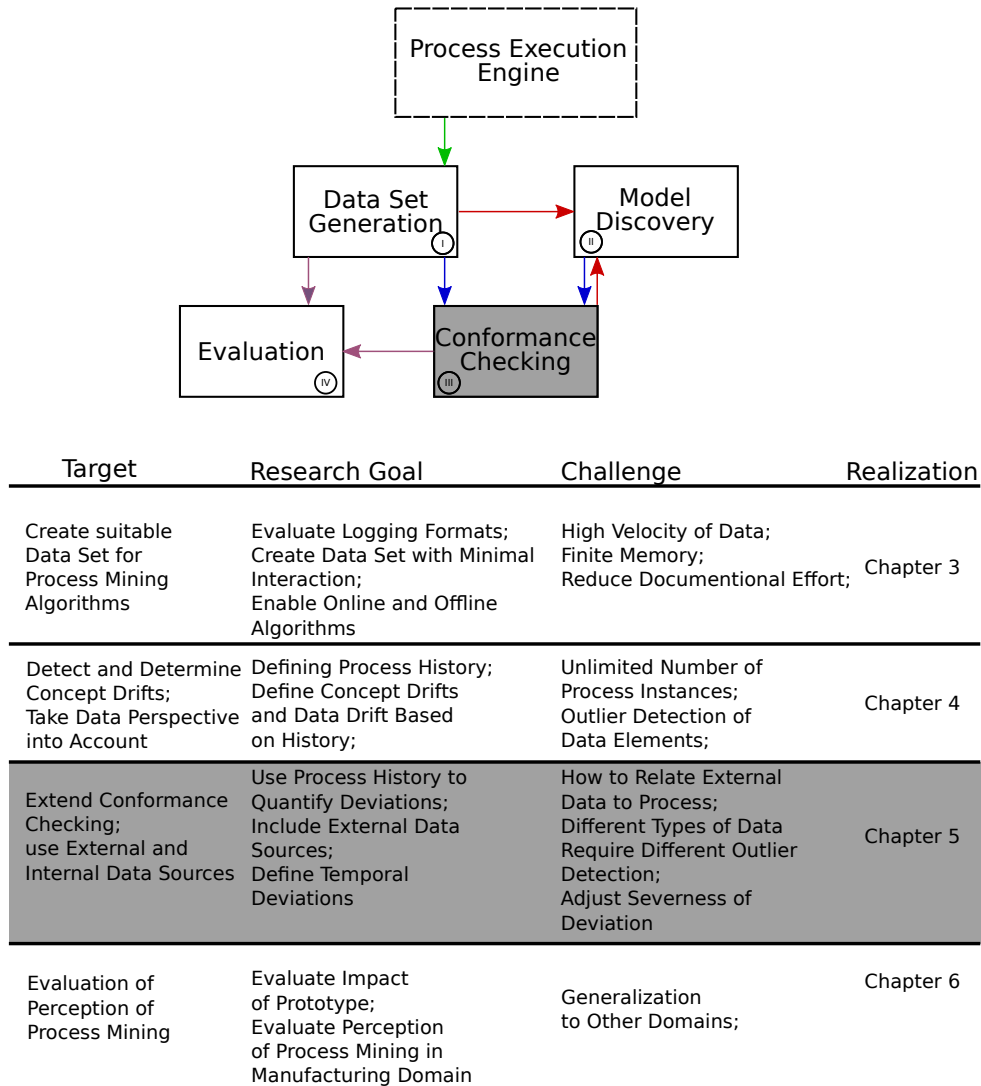 Process Execution
Engine
Data Set
Generation
I
Model
Discovery
II
Evaluation
IV
Conformance
Checking
III
Target
Research Goal
Challenge
Realization
Create suitable
Data Set for
Process Mining
Algorithms
Evaluate Logging Formats;
Create Data Set with Minimal
Interaction;
Enable Online and Offline
Algorithms
High Velocity of Data;
Finite Memory;
Reduce Documentional Effort;
Chapter 3
Detect and Determine
Concept Drifts;
Take Data Perspective
into Account
Defining Process History;
Define Concept Drifts
and Data Drift Based
on History;
Unlimited Number of
Process Instances;
Outlier Detection of
Data Elements;
Chapter 4
Extend Conformance
Checking;
use External and
Internal Data Sources
Use Process History to
Quantify Deviations;
Include External Data
Sources;
Define Temporal
Deviations
How to Relate External
Data to Process;
Different Types of Data
Require Different Outlier
Detection;
Adjust Severness of
Deviation
Chapter 5
Evaluation of
Perception of
Process Mining
Evaluate Impact
of Prototype;
Evaluate Perception
of Process Mining in
Manufacturing Domain
Generalization
to Other Domains;
Chapter 6